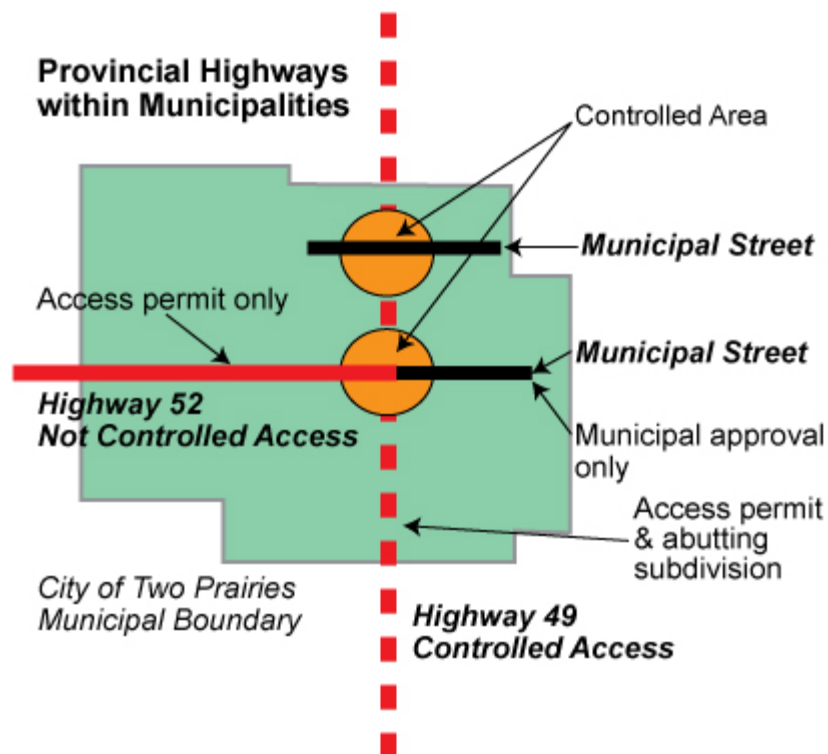 Provincial Highways
within Municipalities
Controlled Area
Municipal Street
Access permit only
Municipal Street
Highway 52
Not Controlled Access
Municipal approval
only
Access permit
& abutting
subdivision
City of Two Prairies
Municipal Boundary
Highway 49
Controlled Access